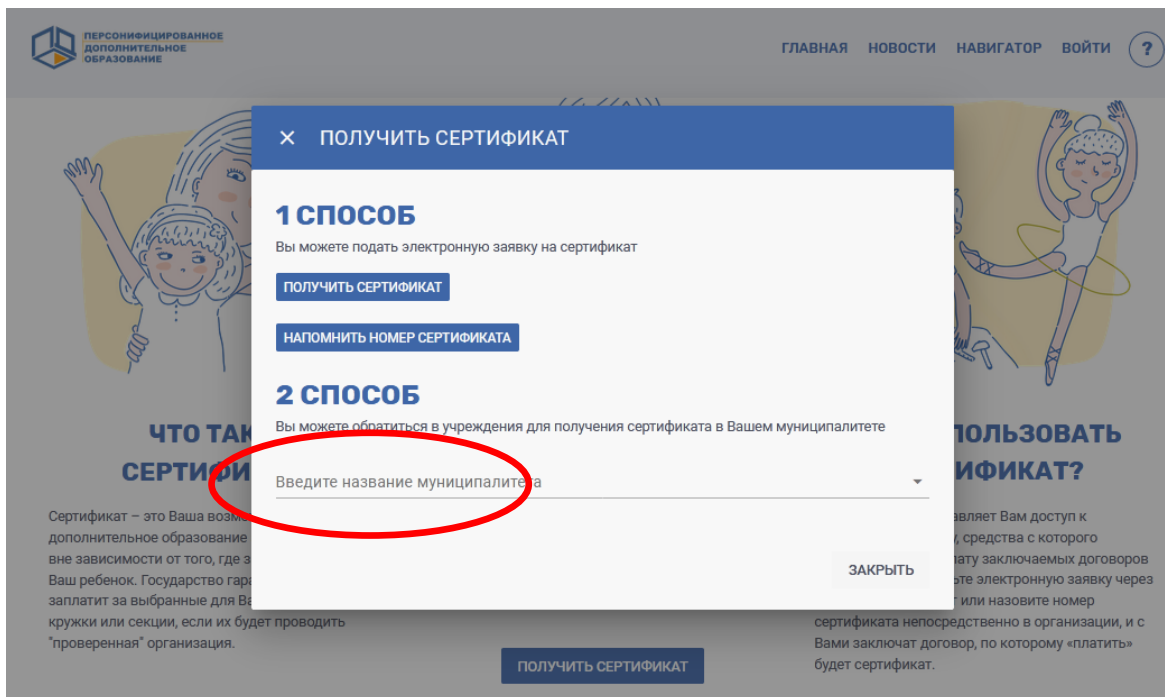 ПЕРСОНИФИЦИРОВАННОЕ
ДОПОЛНИТЕЛЬНОЕ
ОБРАЗОВАНИЕ
ГЛАВНАЯ НОВОСТИ НАВИГАТОР ВОЙТИ ?
× ПОЛУЧИТЬ СЕРТИФИКАТ
1 СПОСОБ
Вы можете подать электронную заявку на сертификат
ПОЛУЧИТЬ СЕРТИФИКАТ
НАПОМНИТЬ НОМЕР СЕРТИФИКАТА
2 СПОСОБ
Вы можете обратиться в учреждения для получения сертификата в Вашем муниципалитете
Введите название муниципалитета
ЗАКРЫТЬ
ЧТО ТАК
СЕРТИФИ
Сертификат – это Ваша возмо
дополнительное образование
вне зависимости от того, где з
Ваш ребенок. Государство гара
заплатит за выбранные для Ва
кружки или секции, если их будет проводить
"проверенная" организация.
ПОЛУЧИТЬ СЕРТИФИКАТ
ПОЛЬЗОВАТЬ
ИФИКАТ?
авляет Вам доступ к
, средства с которого
лату заключаемых договоров
ьте электронную заявку через
или назовите номер
сертификата непосредственно в организации, и с
Вами заключат договор, по которому «платить»
будет сертификат.